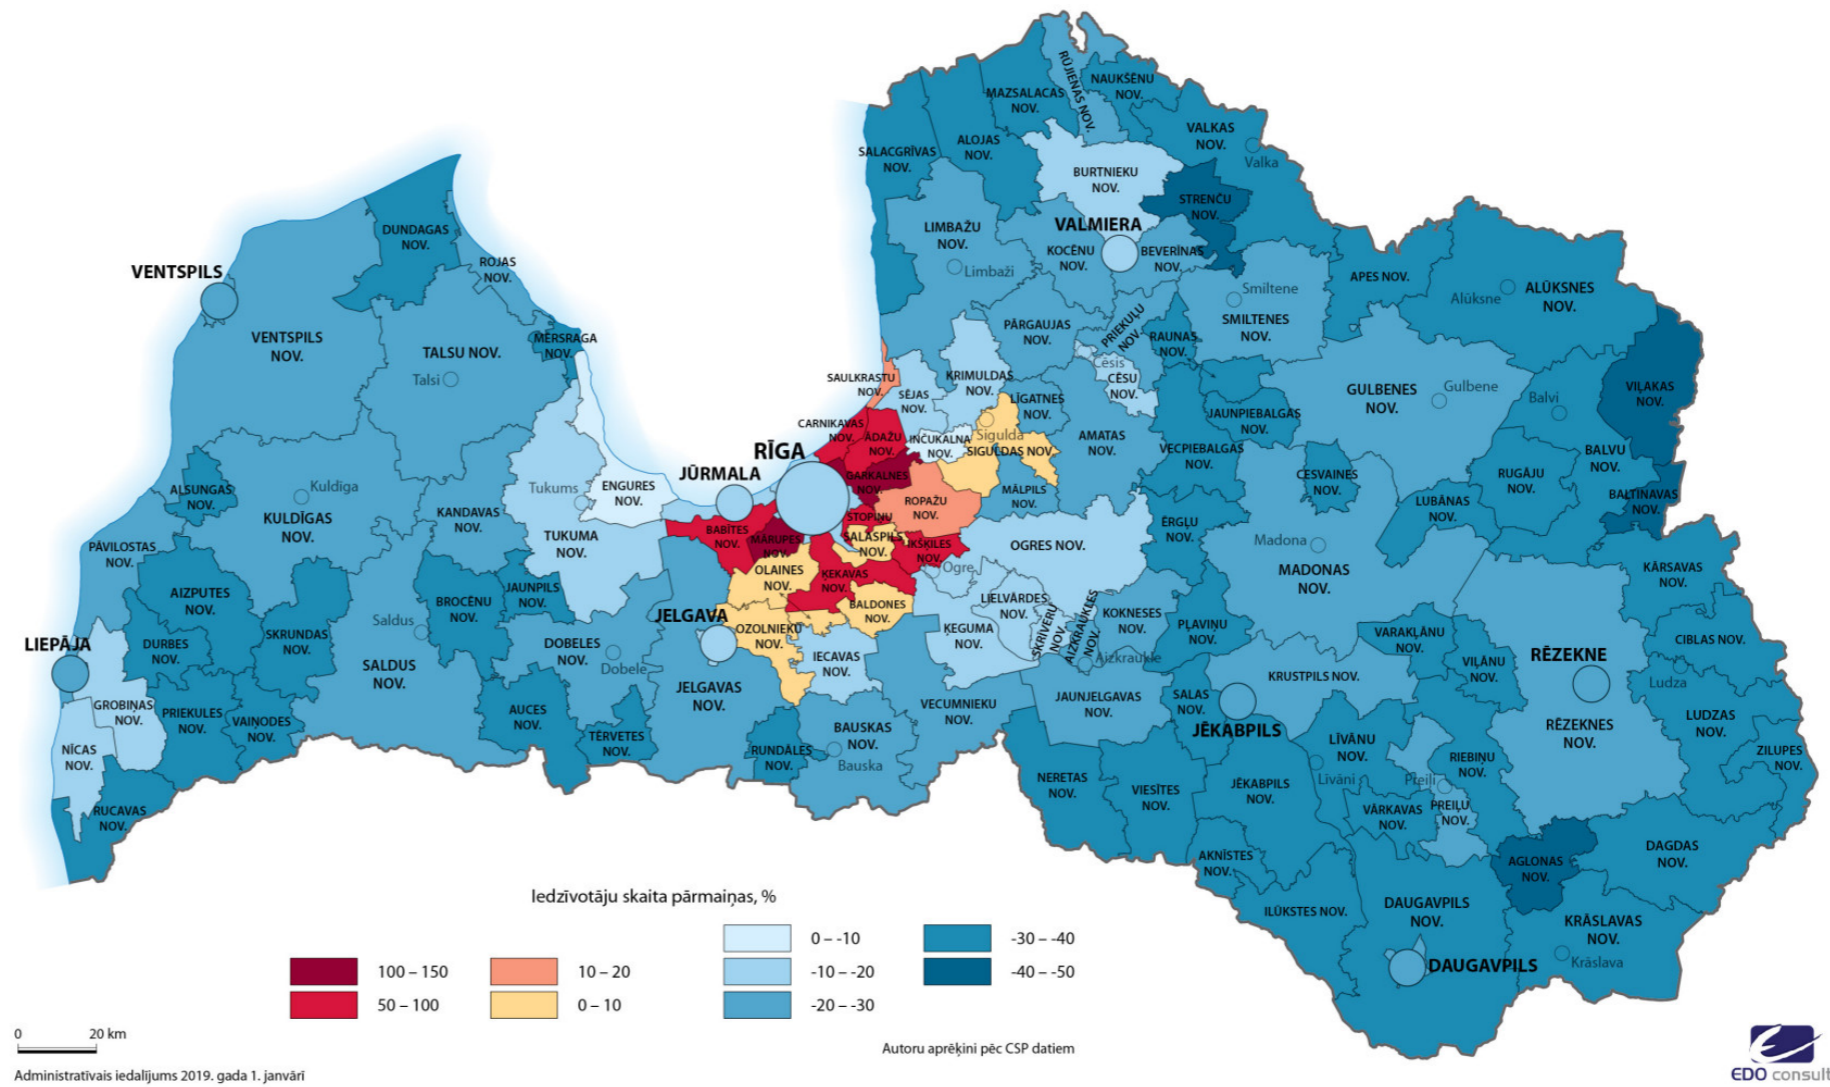 RŪJIENAS NOV.
NAUKŠĒNU
NOV.
MAZSALACAS
NOV.
VALKAS
NOV.
Valka
ALOJAS
NOV.
SALACGRĪVAS
NOV.
BURTNIEKU
NOV.
STRENČU
NOV.
VALMIERA
LIMBAŽU
NOV.
Limbaži
KOCĒNU
NOV.
BEVERĪNAS
NOV.
DUNDAGAS
NOV.
ROJAS
NOV.
VENTSPILS
VENTSPILS
NOV.
TALSU NOV.
Talsi
MĒRSRAGA
NOV.
Smiltene
SMILTENES
NOV.
APES NOV.
Alūksne
ALŪKSNES
NOV.
PĀRGAUJAS
NOV.
PRIEKUĻU
NOV.
RAUNAS
NOV.
Cēsis
CĒSU
NOV.
SAULKRASTU
NOV.
SĒJAS
NOV.
KRIMULDAS
NOV.
LĪGATNES
NOV.
JAUNPIEBALGAS
NOV.
GULBENES
NOV.
Gulbene
Balvi
VIĻAKAS
NOV.
CARNIKAVAS
NOV.
ĀDAŽU
NOV.
INČUKALNA
NOV.
Sigulda
SIGULDAS NOV.
AMATAS
NOV.
VECPIEBALGAS
NOV.
BALVU
NOV.
RĪGA
JŪRMALA
GARKALNES
NOV.
ROPAŽU
NOV.
MĀLPILS
NOV.
CESVAINES
NOV.
LUBĀNAS
NOV.
RUGĀJU
NOV.
BALTINAVAS
NOV.
ALSUNGAS
NOV.
Kuldīga
KULDĪGAS
NOV.
KANDAVAS
NOV.
Tukums
TUKUMA
NOV.
ENGURES
NOV.
BABĪTES
NOV.
MĀRUPES
NOV.
STOPIŅU
NOV.
SALASPILS
NOV.
IKŠĶILES
NOV.
OGRES NOV.
ĒRGĻU
NOV.
Madona
MADONAS
NOV.
PĀVILOSTAS
NOV.
AIZPUTES
NOV.
BROCĒNU
NOV.
JAUNPILS
NOV.
OLAINES
NOV.
ĶEKAVAS
NOV.
Ogre
KĀRSAVAS
NOV.
DURBES
NOV.
SKRUNDAS
NOV.
Saldus
SALDUS
NOV.
DOBELES
NOV.
Dobele
JELGAVA
OZOLNIEKU
NOV.
BALDONES
NOV.
LIELVĀRDES
NOV.
SKRĪVERU
NOV.
AIZKRAUKLES
NOV.
KOKNESES
NOV.
PĻAVIŅU
NOV.
VARAKĻĀNU
NOV.
CIBLAS NOV.
LIEPĀJA
IECAVAS
NOV.
ĶEGUMA
NOV.
Aizkraukle
VIĻĀNU
NOV.
RĒZEKNE
Ludza
GROBIŅAS
NOV.
PRIEKULES
NOV.
VAIŅODES
NOV.
AUCES
NOV.
TĒRVETES
NOV.
JELGAVAS
NOV.
VECUMNIEKU
NOV.
JAUNJELGAVAS
NOV.
SALAS
NOV.
KRUSTPILS NOV.
JĒKABPILS
LUDZAS
NOV.
RĒZEKNES
NOV.
NĪCAS
NOV.
RUNDĀLES
NOV.
BAUSKAS
NOV.
Bauska
LĪVĀNU
NOV.
Līvāni
RIEBIŅU
NOV.
ZILUPES
NOV.
RUCAVAS
NOV.
NERETAS
NOV.
VIESĪTES
NOV.
JĒKABPILS
NOV.
Preiļi
PREIĻU
NOV.
VĀRKAVAS
NOV.
AKNĪSTES
NOV.
AGLONAS
NOV.
DAGDAS
NOV.
ILŪKSTES NOV.
DAUGAVPILS
NOV.
KRĀSLAVAS
NOV.
Krāslava
DAUGAVPILS
Iedzīvotāju skaita pārmaiņas, %
100 – 150
50 – 100
10 – 20
0 – 10
0 – -10
-10 – -20
-20 – -30
-30 – -40
-40 – -50
0 20 km
Autoru aprēķini pēc CSP datiem
Administratīvais iedalījums 2019. gada 1. janvārī
EDO consult